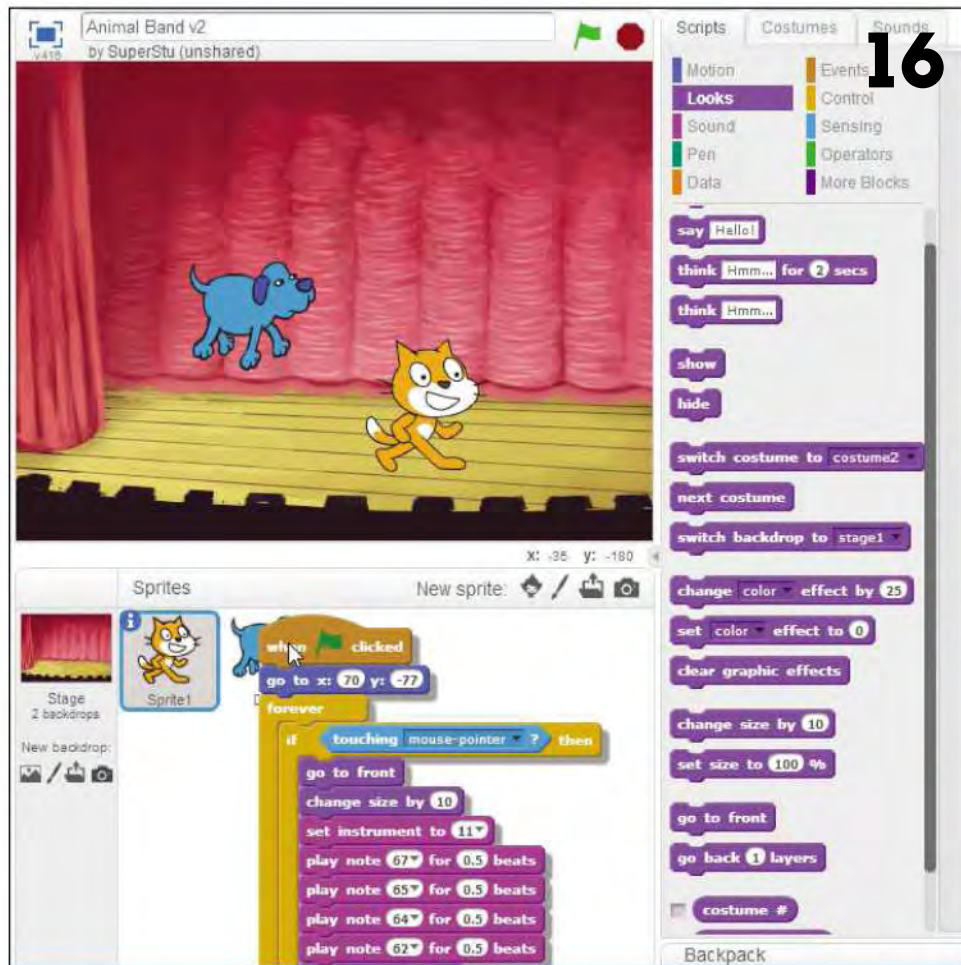 Animal Band v2
by SuperStu (unshared)
v416
Scripts Costumes Sounds
16
Motion
Looks
Sound
Pen
Data
Events
Control
Sensing
Operators
More Blocks
say Hello!
think Hmm... for 2 secs
think Hmm...
show
hide
switch costume to costume2
next costume
switch backdrop to stage1
change color effect by 25
set color effect to 0
clear graphic effects
change size by 10
set size to 100 %
go to front
go back 1 layers
costume #
Backpack
x: -35 y: -180
Sprites New sprite:
Stage
2 backdrops
New backdrop:
Sprite1
when clicked
go to x: 70 y: -77
forever
if touching mouse-pointer ? then
go to front
change size by 10
set instrument to 11
play note 67 for 0.5 beats
play note 65 for 0.5 beats
play note 64 for 0.5 beats
play note 62 for 0.5 beats